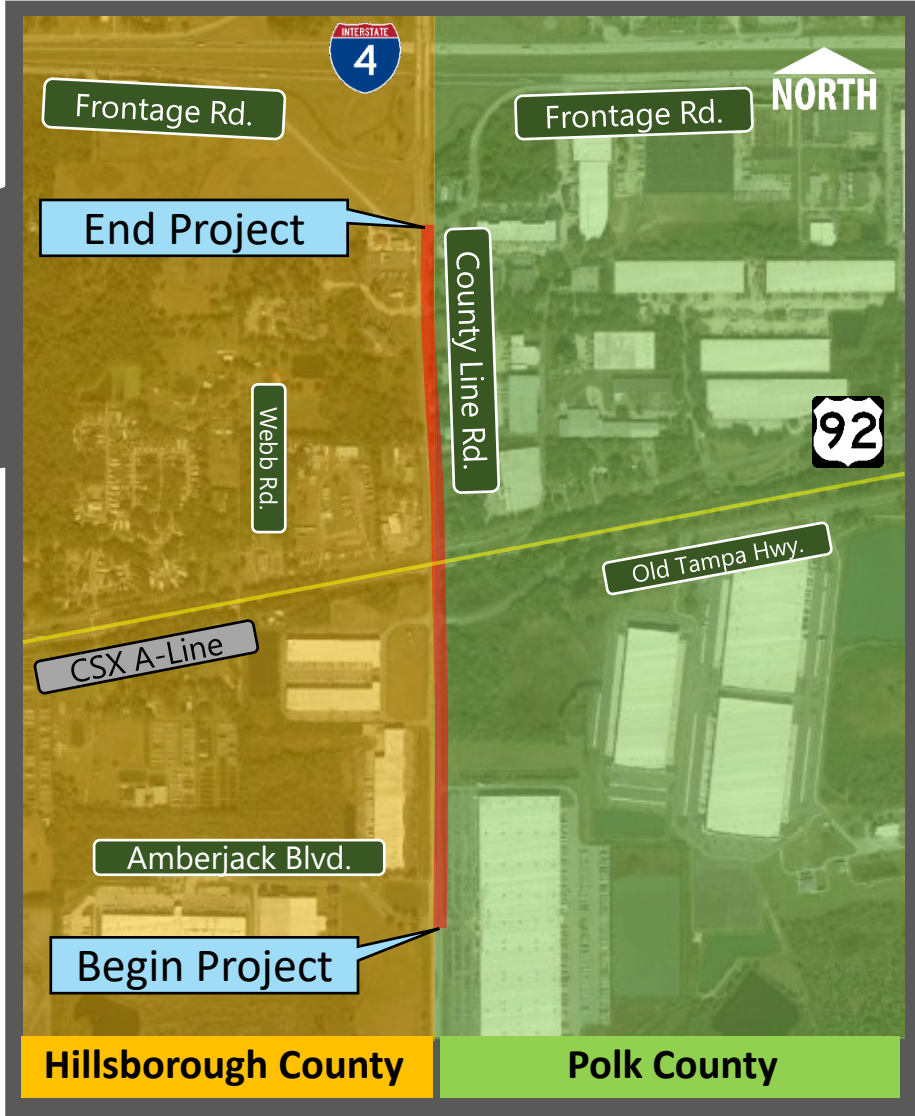 INTERSTATE
4
NORTH
Frontage Rd.
Frontage Rd.
End Project
County Line Rd.
Webb Rd.
92
Old Tampa Hwy.
CSX A-Line
Amberjack Blvd.
Begin Project
Hillsborough County
Polk County